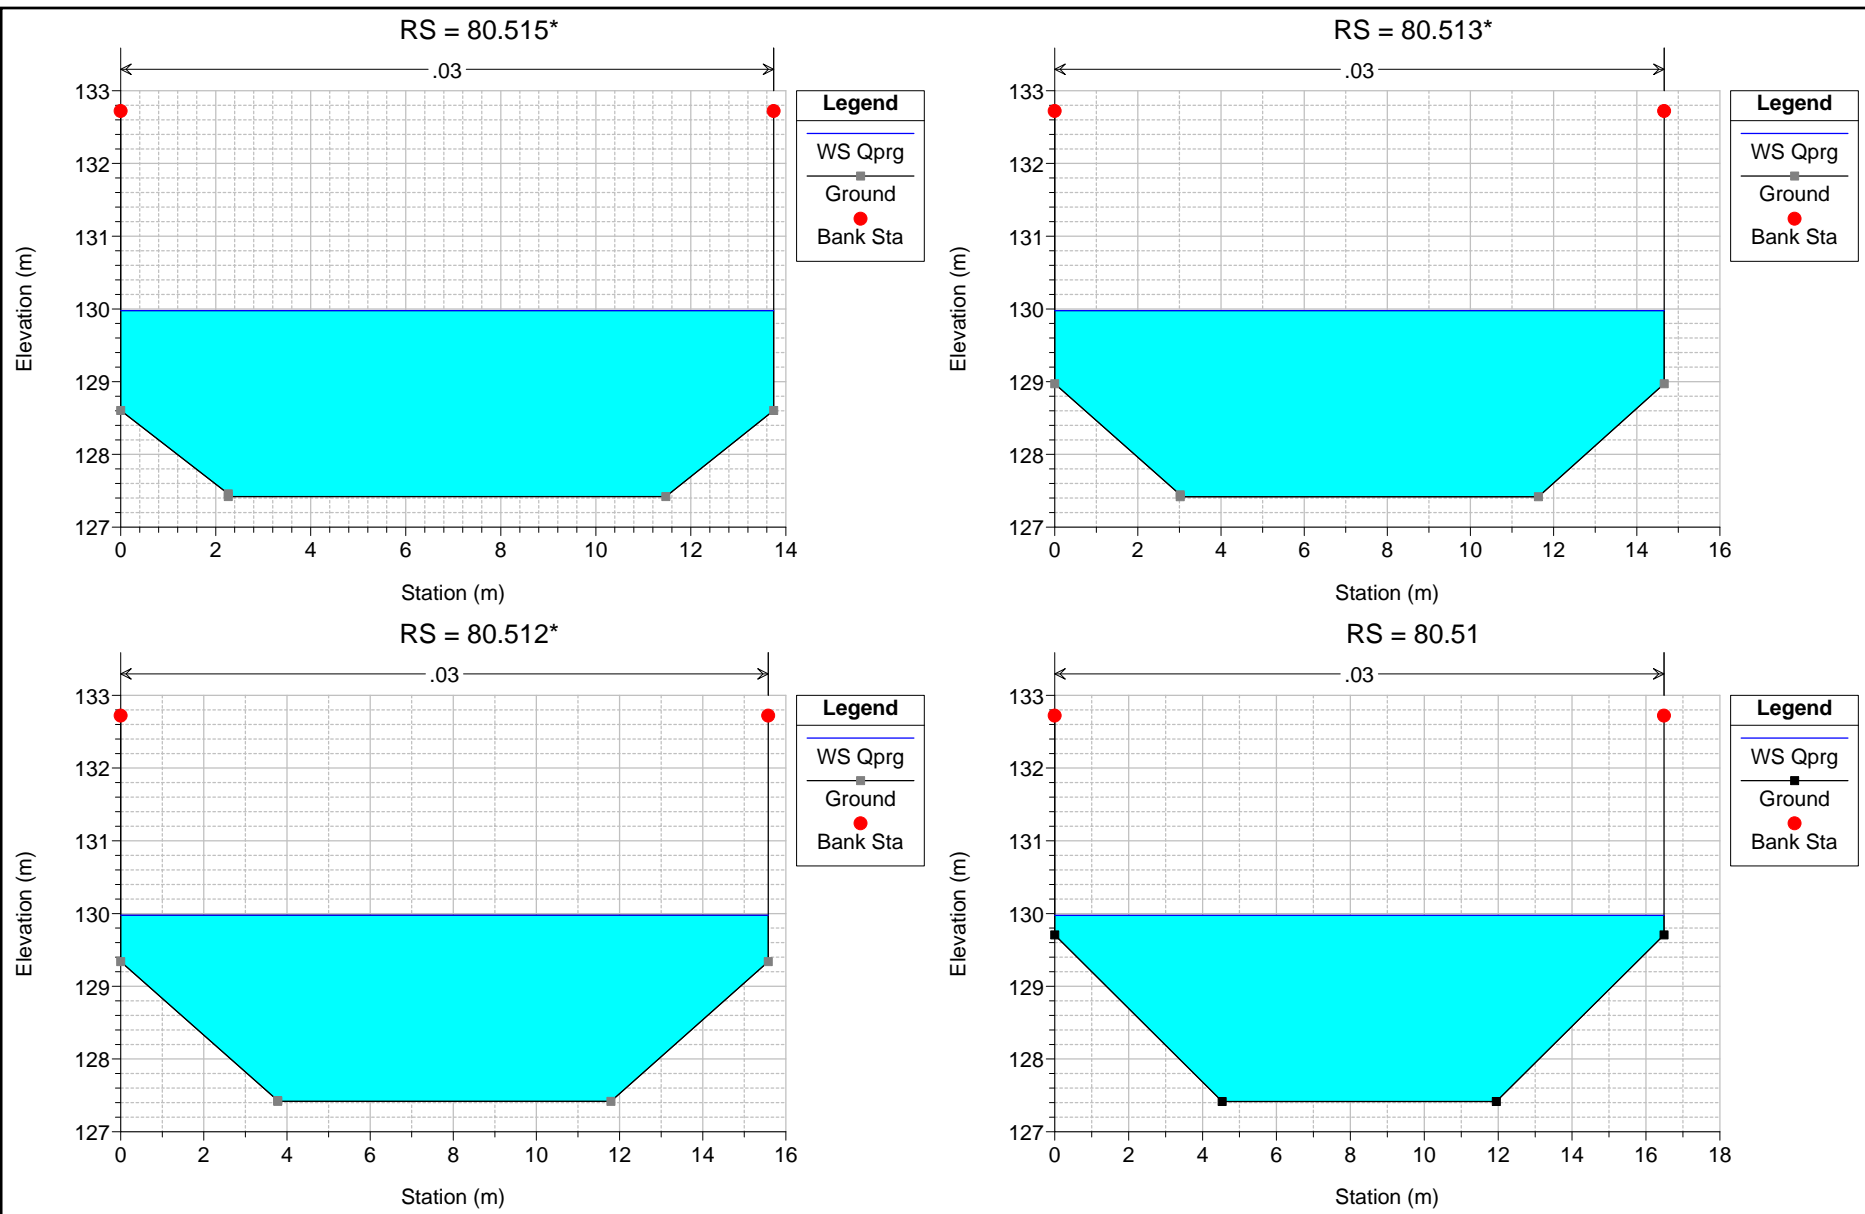 RS = 80.515*
.03
133
132
131
130
129
128
127
Elevation (m)
0 2 4 6 8 10 12 14
Station (m)
Legend
WS Qprg
Ground
Bank Sta
RS = 80.513*
.03
133
132
131
130
129
128
127
Elevation (m)
0 2 4 6 8 10 12 14 16
Station (m)
Legend
WS Qprg
Ground
Bank Sta
RS = 80.512*
.03
133
132
131
130
129
128
127
Elevation (m)
0 2 4 6 8 10 12 14 16
Station (m)
Legend
WS Qprg
Ground
Bank Sta
RS = 80.51
.03
133
132
131
130
129
128
127
Elevation (m)
0 2 4 6 8 10 12 14 16 18
Station (m)
Legend
WS Qprg
Ground
Bank Sta